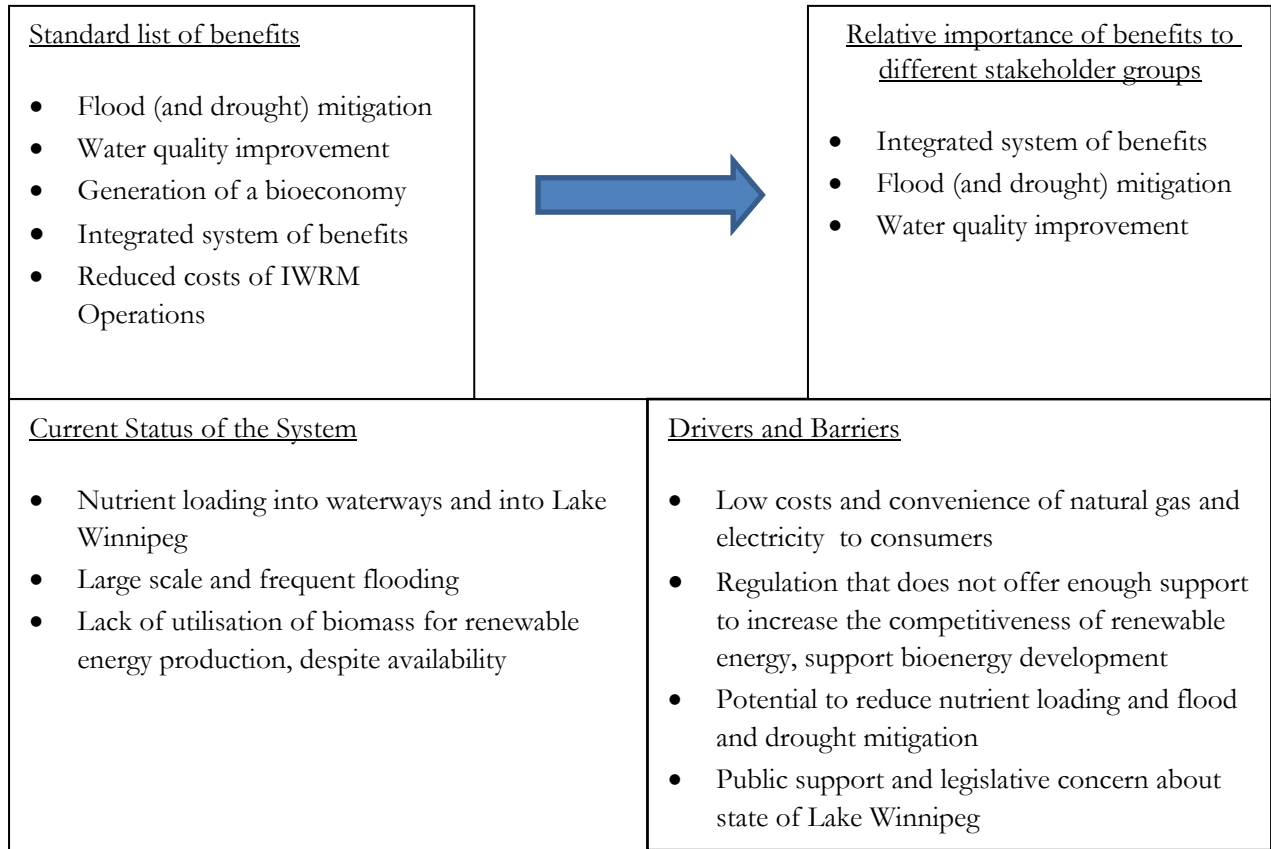 Standard list of benefits
• Flood (and drought) mitigation
• Water quality improvement
• Generation of a bioeconomy
• Integrated system of benefits
• Reduced costs of IWRM
Operations
Relative importance of benefits to
different stakeholder groups
• Integrated system of benefits
• Flood (and drought) mitigation
• Water quality improvement
Current Status of the System
• Nutrient loading into waterways and into Lake
Winnipeg
• Large scale and frequent flooding
• Lack of utilisation of biomass for renewable
energy production, despite availability
Drivers and Barriers
• Low costs and convenience of natural gas and
electricity to consumers
• Regulation that does not offer enough support
to increase the competitiveness of renewable
energy, support bioenergy development
• Potential to reduce nutrient loading and flood
and drought mitigation
• Public support and legislative concern about
state of Lake Winnipeg